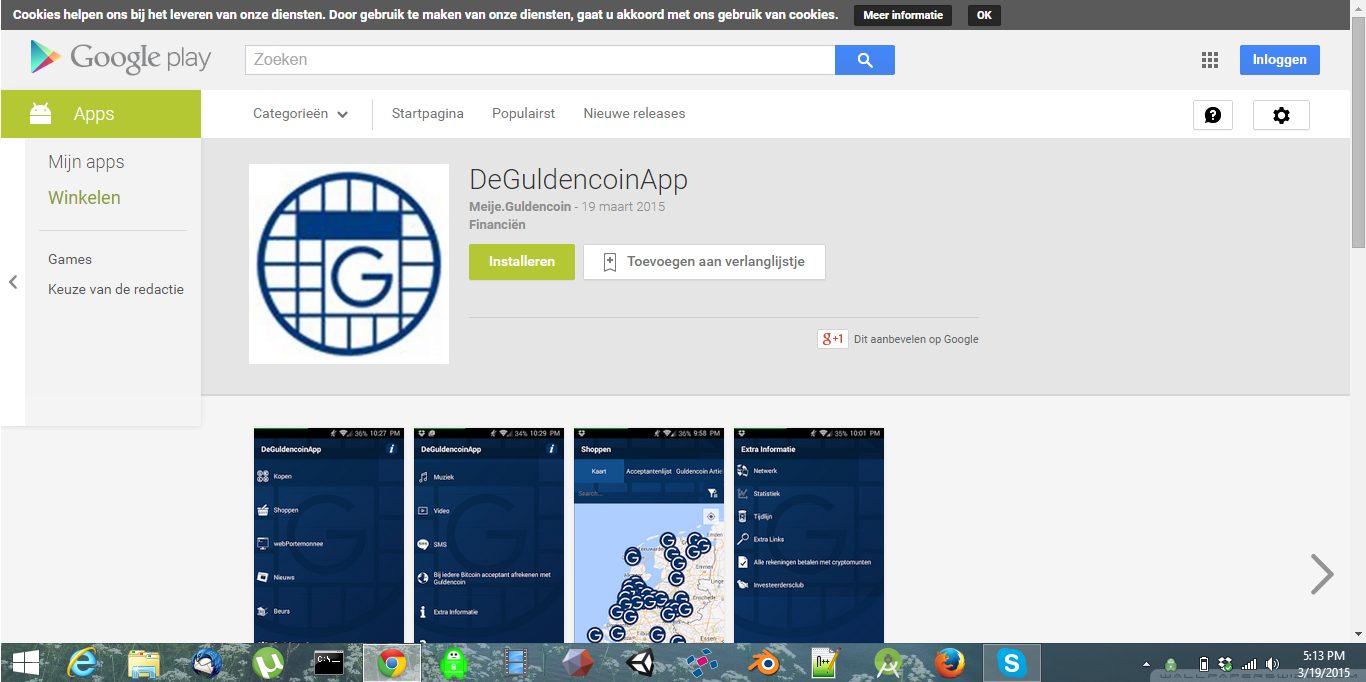 Cookies helpen ons bij het leveren van onze diensten. Door gebruik te maken van onze diensten, gaat u akkoord met ons gebruik van cookies. Meer informatie OK
Google play
Zoeken
Inloggen
Apps
Categorieën
Startpagina
Populairst
Nieuwe releases
Mijn apps
Winkelen
Games
Keuze van de redactie
G
DeGuldencoinApp
Meije.Guldencoin - 19 maart 2015
Financiën
Installeren
Toevoegen aan verlanglijstje
g+1 Dit aanbevelen op Google
36% 10:27 PM
DeGuldencoinApp
Kopen
Shoppen
webPortemonnee
Nieuws
Beurs
34% 10:29 PM
DeGuldencoinApp
Muziek
Video
SMS
Bij iedere Bitcoin acceptant afrekenen met
Guldencoin
Extra Informatie
36% 9:58 PM
Shoppen
Kaart Acceptantenlijst Guldencoin Artie
Search...
Emden
Emmen
Enschede
Essen
35% 10:01 PM
Extra Informatie
Netwerk
Statistiek
Tijdlijn
Extra Links
Alle rekeningen betalen met cryptomunten
Investeerdersclub
5:13 PM
3/19/2015